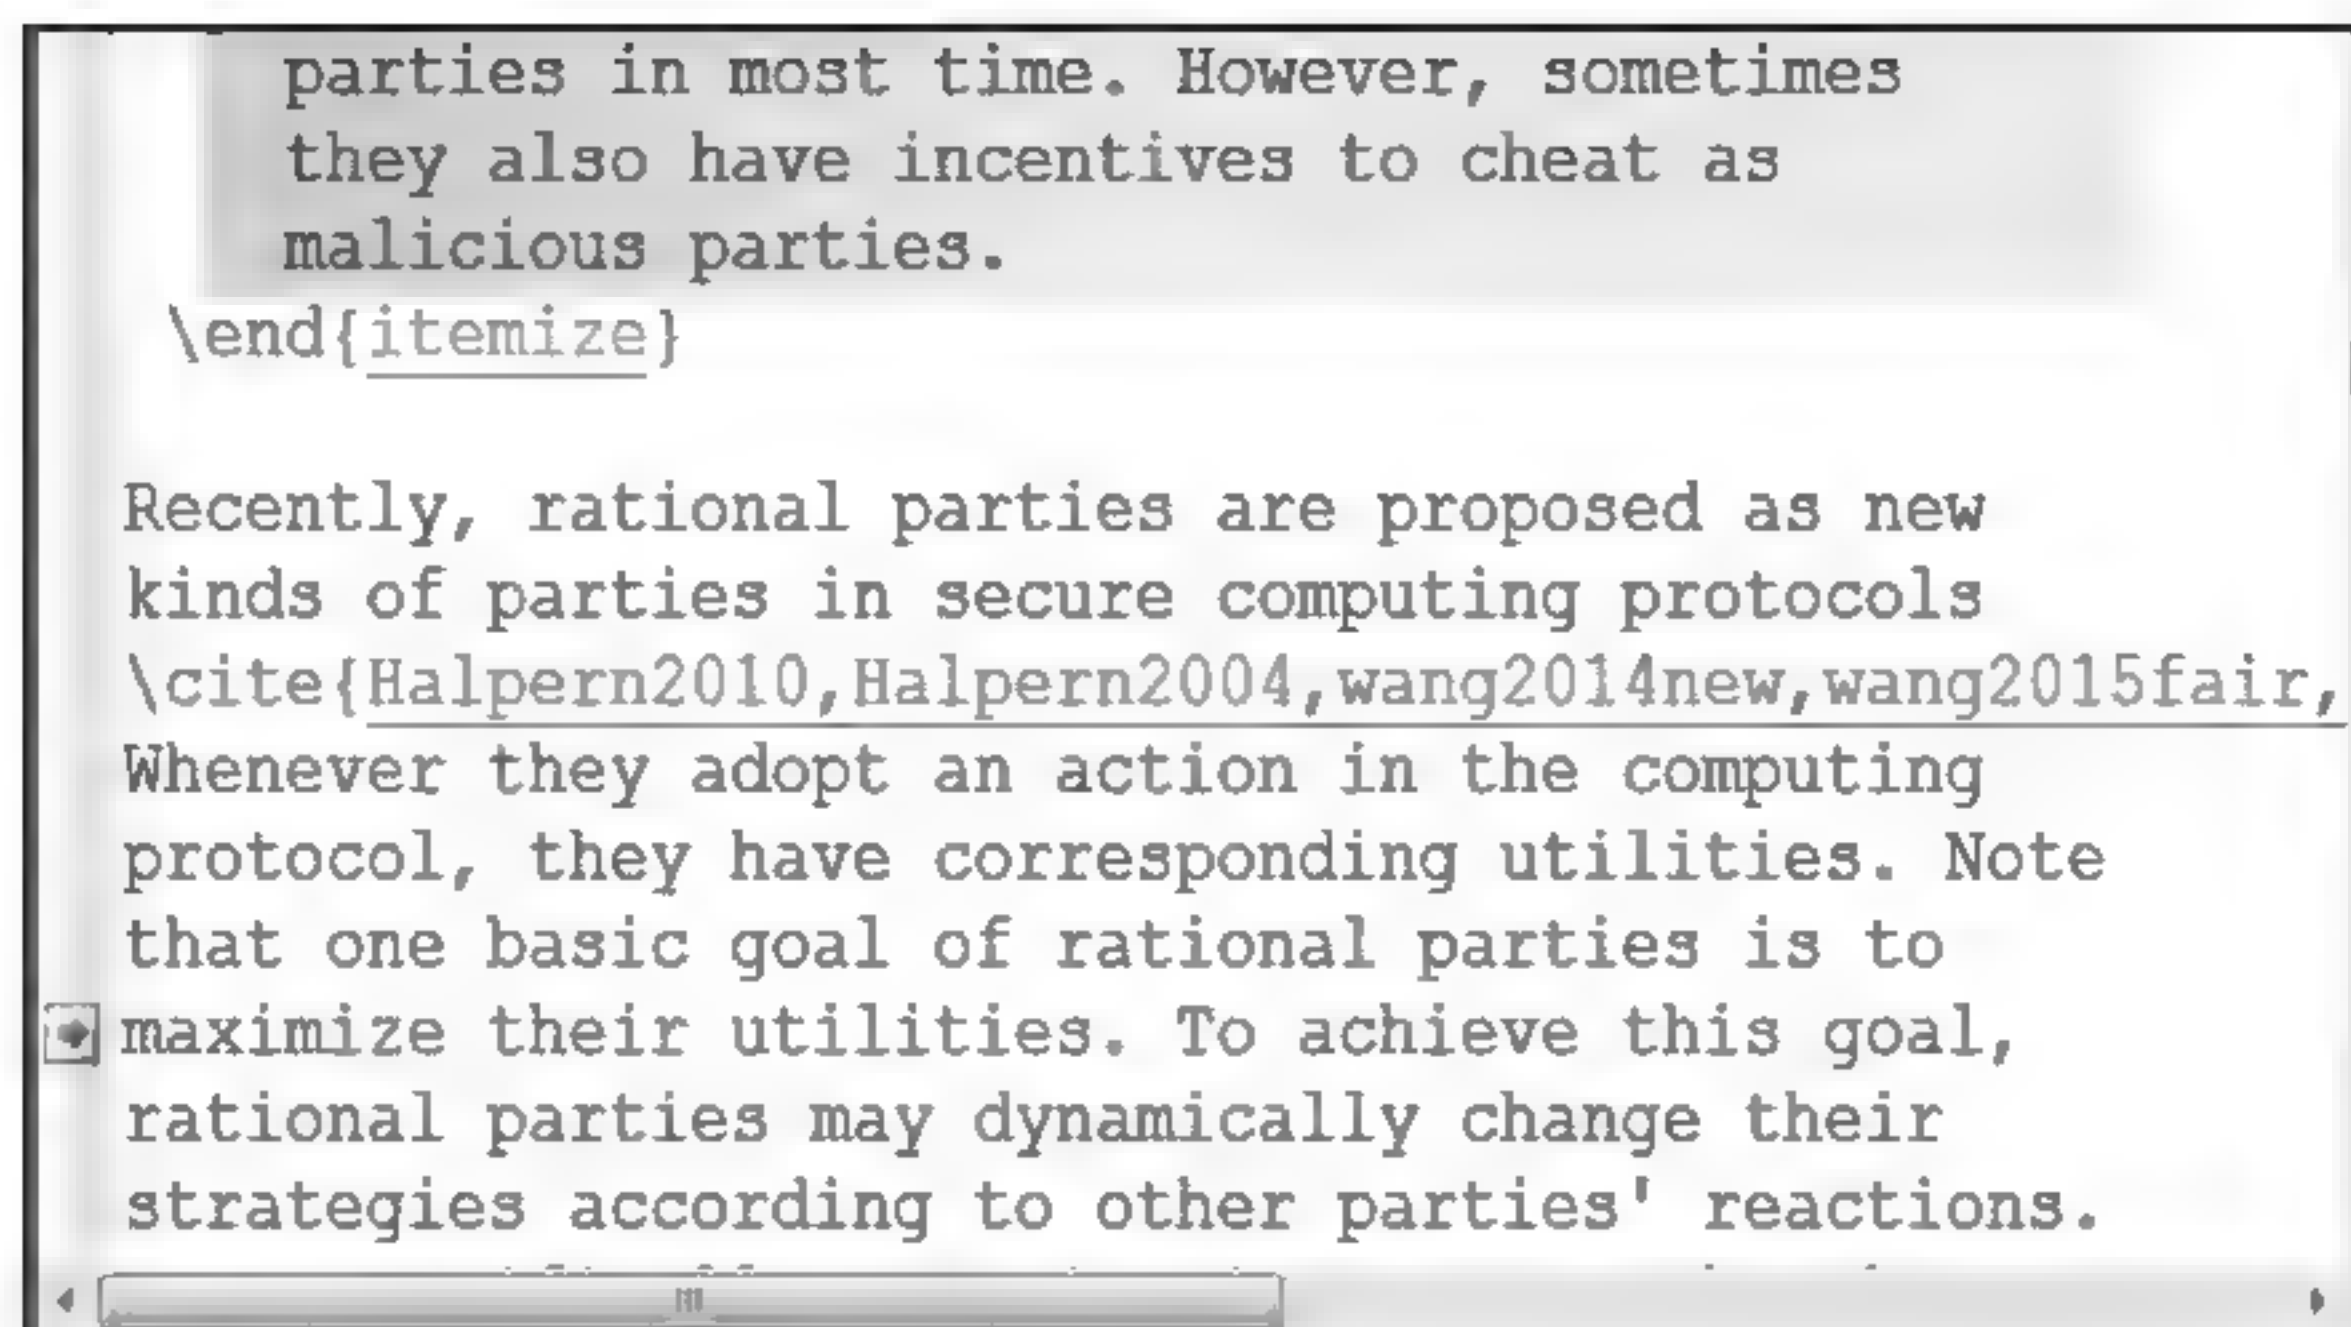 parties in most time. However, sometimes
they also have incentives to cheat as
malicious parties.
\end{itemize}
Recently, rational parties are proposed as new
kinds of parties in secure computing protocols
\cite{Halpern2010,Halpern2004,wang2014new,wang2015fair,
Whenever they adopt an action in the computing
protocol, they have corresponding utilities. Note
that one basic goal of rational parties is to
maximize their utilities. To achieve this goal,
rational parties may dynamically change their
strategies according to other parties' reactions.